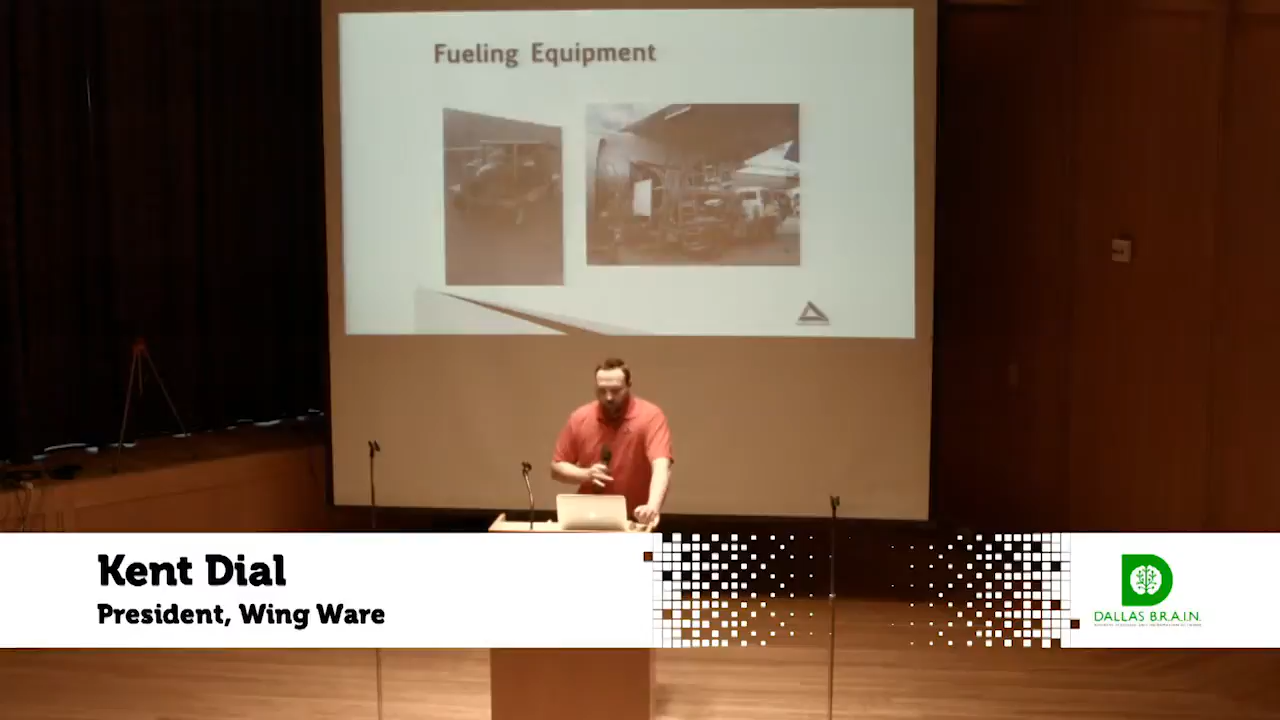 Fueling Equipment
Kent Dial
President, Wing Ware
DALLAS B.R.A.I.N.